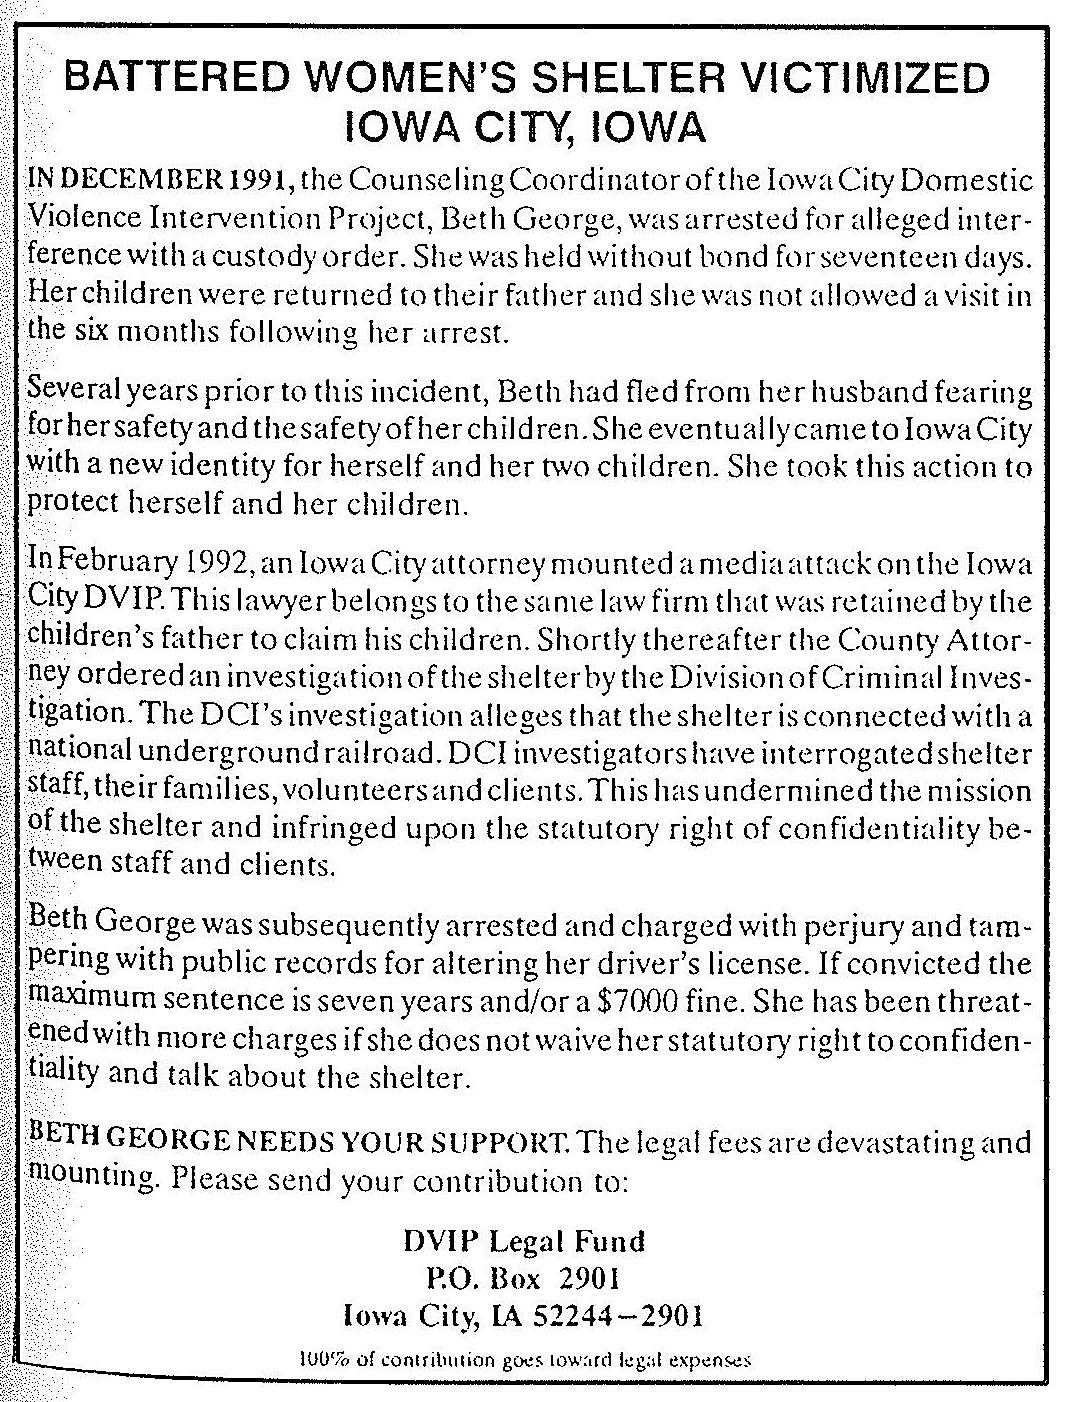 BATTERED WOMEN'S SHELTER VICTIMIZED
IOWA CITY, IOWA
IN DECEMBER 1991, the Counseling Coordinator of the Iowa City Domestic
Violence Intervention Project, Beth George, was arrested for alleged inter-
ference with a custody order. She was held without bond for seventeen days.
Her children were returned to their father and she was not allowed a visit in
the six months following her arrest.
Several years prior to this incident, Beth had fled from her husband fearing
for her safety and the safety of her children. She eventually came to Iowa City
with a new identity for herself and her two children. She took this action to
protect herself and her children.
In February 1992, an Iowa City attorney mounted a media attack on the Iowa
City DVIP. This lawyer belongs to the same law firm that was retained by the
children's father to claim his children. Shortly thereafter the County Attor-
ney ordered an investigation of the shelter by the Division of Criminal Inves-
tigation. The DCI's investigation alleges that the shelter is connected with a
national underground railroad. DCI investigators have interrogated shelter
staff, their families, volunteers and clients. This has undermined the mission
of the shelter and infringed upon the statutory right of confidentiality be-
tween staff and clients.
Beth George was subsequently arrested and charged with perjury and tam-
pering with public records for altering her driver's license. If convicted the
maximum sentence is seven years and/or a $7000 fine. She has been threat-
ened with more charges if she does not waive her statutory right to confiden-
tiality and talk about the shelter.
BETH GEORGE NEEDS YOUR SUPPORT. The legal fees are devastating and
mounting. Please send your contribution to:
DVIP Legal Fund
P.O. Box 2901
Iowa City, IA 52244–2901
100% of contribution goes toward legal expenses